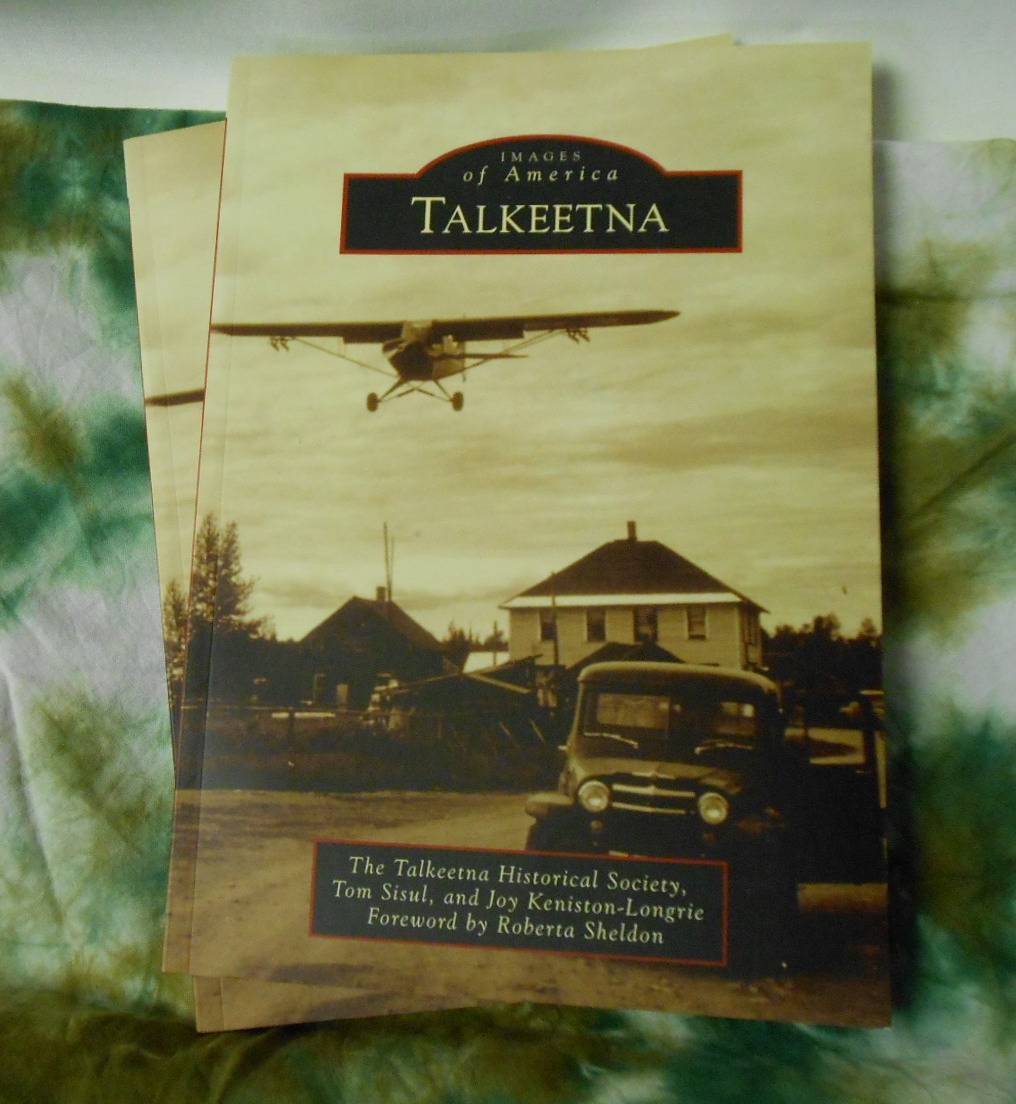 IMAGES
of America
TALKEETNA
The Talkeetna Historical Society,
Tom Sisul, and Joy Keniston-Longrie
Foreword by Roberta Sheldon